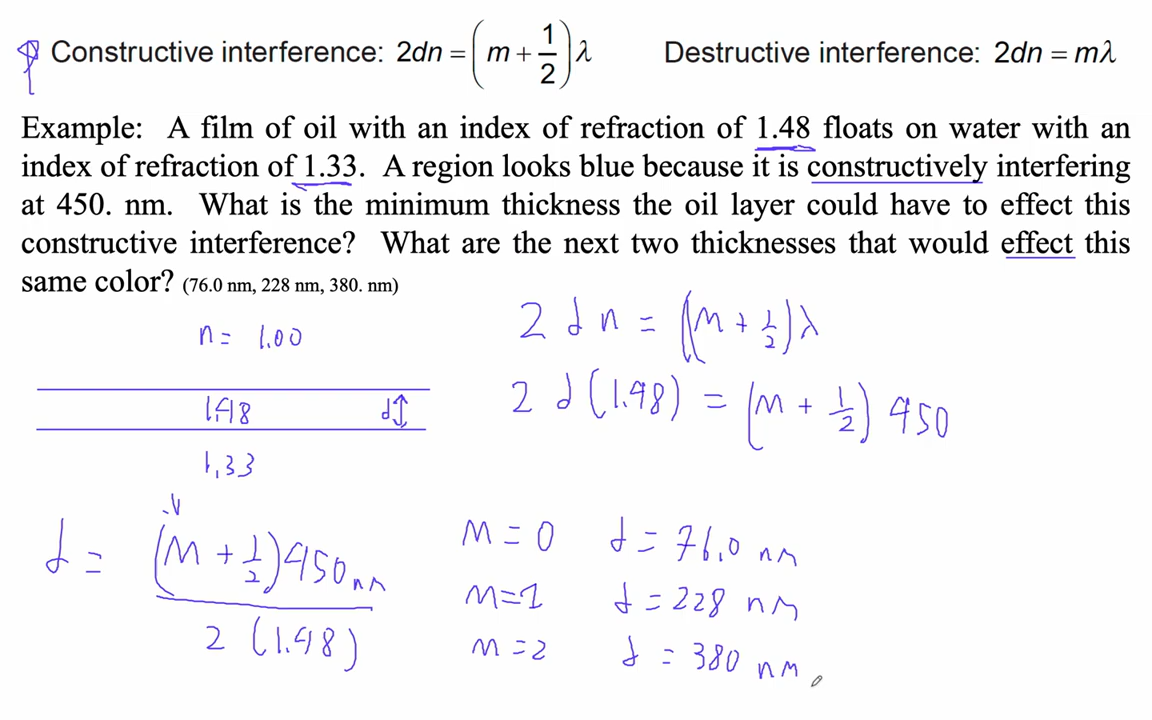 Constructive interference: 2dn = (m + 1/2) λ Destructive interference: 2dn = mλ
Example: A film of oil with an index of refraction of 1.48 floats on water with an
index of refraction of 1.33. A region looks blue because it is constructively interfering
at 450. nm. What is the minimum thickness the oil layer could have to effect this
constructive interference? What are the next two thicknesses that would effect this
same color? (76.0 nm, 228 nm, 380. nm)
2 d n = (m + 1/2) λ
n = 1.00
2 d (1.48) = (m + 1/2) 450
1.48 d
1.33
d = (m + 1/2) 450 nm / 2 (1.48)
m = 0 d = 76.0 nm
m = 1 d = 228 nm
m = 2 d = 380 nm